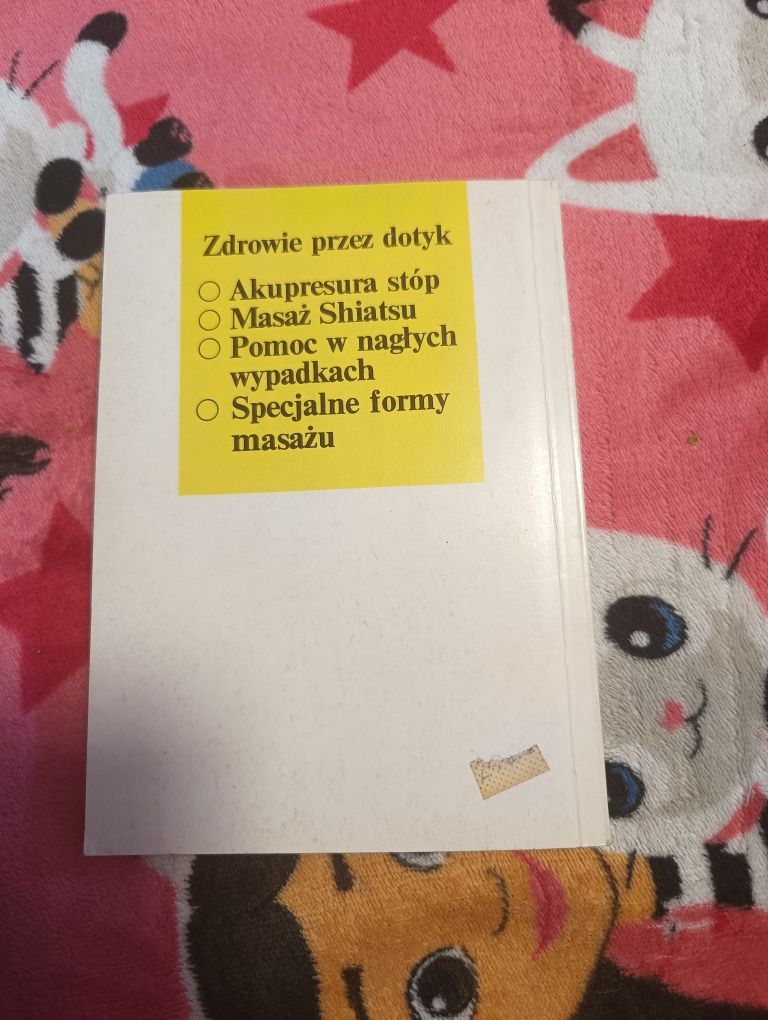 Zdrowie przez dotyk
○ Akupresura stóp
○ Masaż Shiatsu
○ Pomoc w nagłych
wypadkach
○ Specjalne formy
masażu